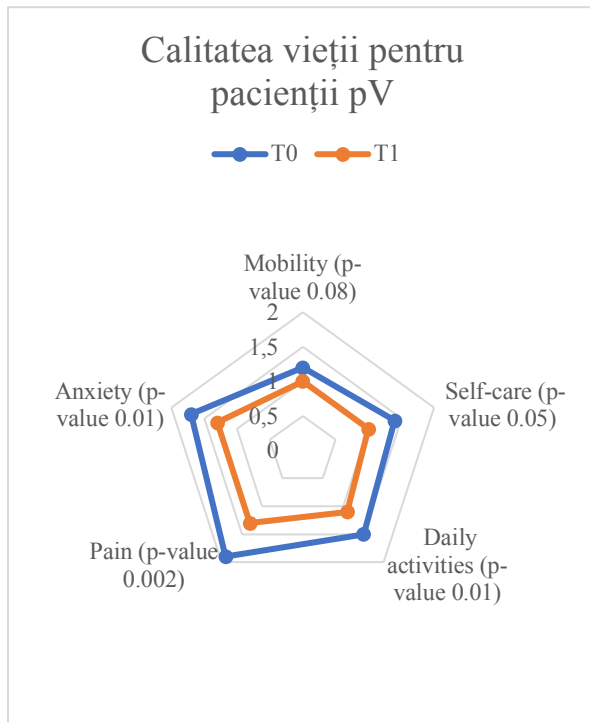 Calitatea vieții pentru
pacienții pV
T0 T1
Mobility (p-
value 0.08)
2
1,5
1
0,5
0
Self-care (p-
value 0.05)
Daily
activities (p-
value 0.01)
Pain (p-value
0.002)
Anxiety (p-
value 0.01)